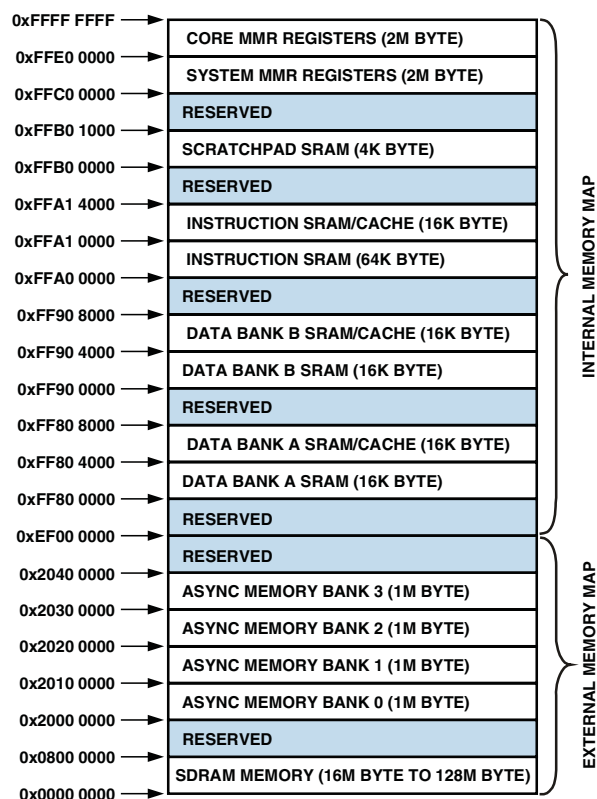 0xFFFF FFFF
CORE MMR REGISTERS (2M BYTE)
0xFFE0 0000
SYSTEM MMR REGISTERS (2M BYTE)
0xFFC0 0000
RESERVED
0xFFB0 1000
SCRATCHPAD SRAM (4K BYTE)
0xFFB0 0000
RESERVED
0xFFA1 4000
INSTRUCTION SRAM/CACHE (16K BYTE)
0xFFA1 0000
INSTRUCTION SRAM (64K BYTE)
0xFFA0 0000
RESERVED
0xFF90 8000
DATA BANK B SRAM/CACHE (16K BYTE)
0xFF90 4000
DATA BANK B SRAM (16K BYTE)
0xFF90 0000
RESERVED
0xFF80 8000
DATA BANK A SRAM/CACHE (16K BYTE)
0xFF80 4000
DATA BANK A SRAM (16K BYTE)
0xFF80 0000
RESERVED
0xEF00 0000
RESERVED
0x2040 0000
ASYNC MEMORY BANK 3 (1M BYTE)
0x2030 0000
ASYNC MEMORY BANK 2 (1M BYTE)
0x2020 0000
ASYNC MEMORY BANK 1 (1M BYTE)
0x2010 0000
ASYNC MEMORY BANK 0 (1M BYTE)
0x2000 0000
RESERVED
0x0800 0000
SDRAM MEMORY (16M BYTE TO 128M BYTE)
0x0000 0000
INTERNAL MEMORY MAP
EXTERNAL MEMORY MAP